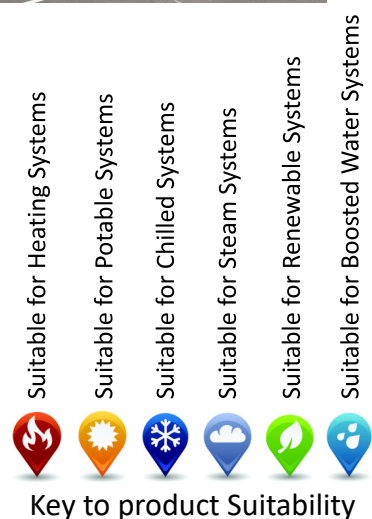 Suitable for Heating Systems
Suitable for Potable Systems
Suitable for Chilled Systems
Suitable for Steam Systems
Suitable for Renewable Systems
Suitable for Boosted Water Systems
Key to product Suitability